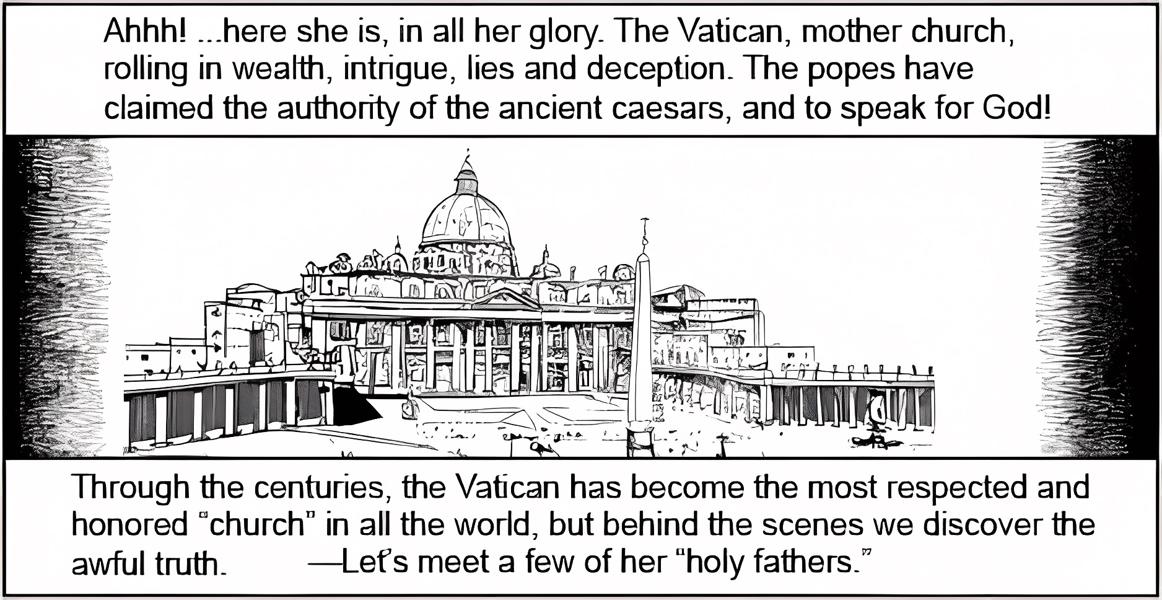 Ahhh! ...here she is, in all her glory. The Vatican, mother church,
rolling in wealth, intrigue, lies and deception. The popes have
claimed the authority of the ancient caesars, and to speak for God!
Through the centuries, the Vatican has become the most respected and
honored "church" in all the world, but behind the scenes we discover the
awful truth. —Let's meet a few of her "holy fathers."